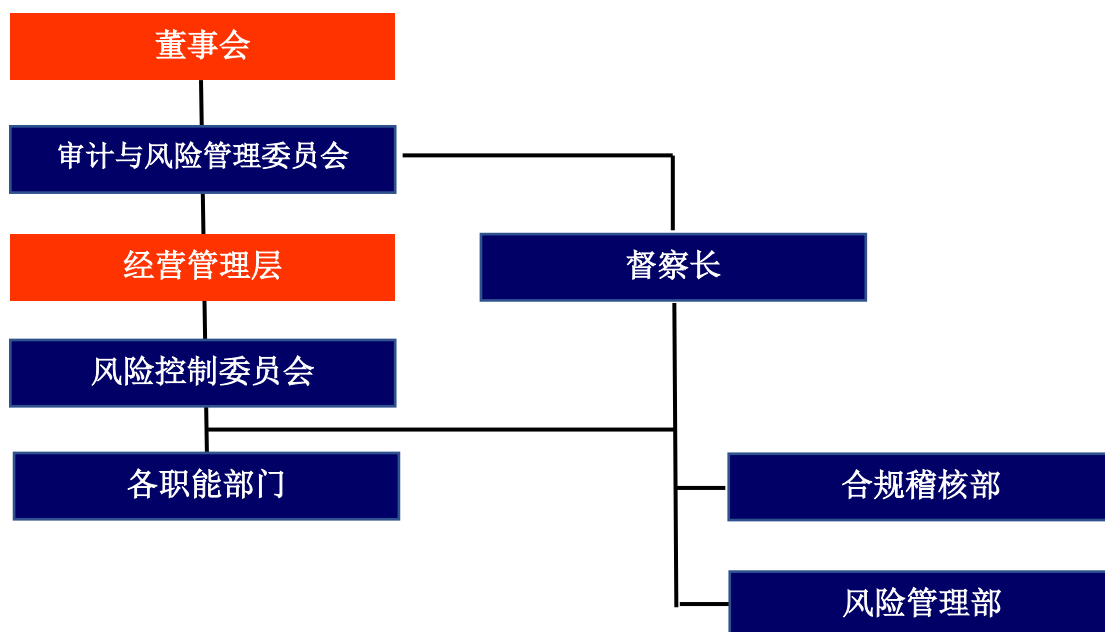 董事会
审计与风险管理委员会
经营管理层
督察长
风险控制委员会
各职能部门
合规稽核部
风险管理部